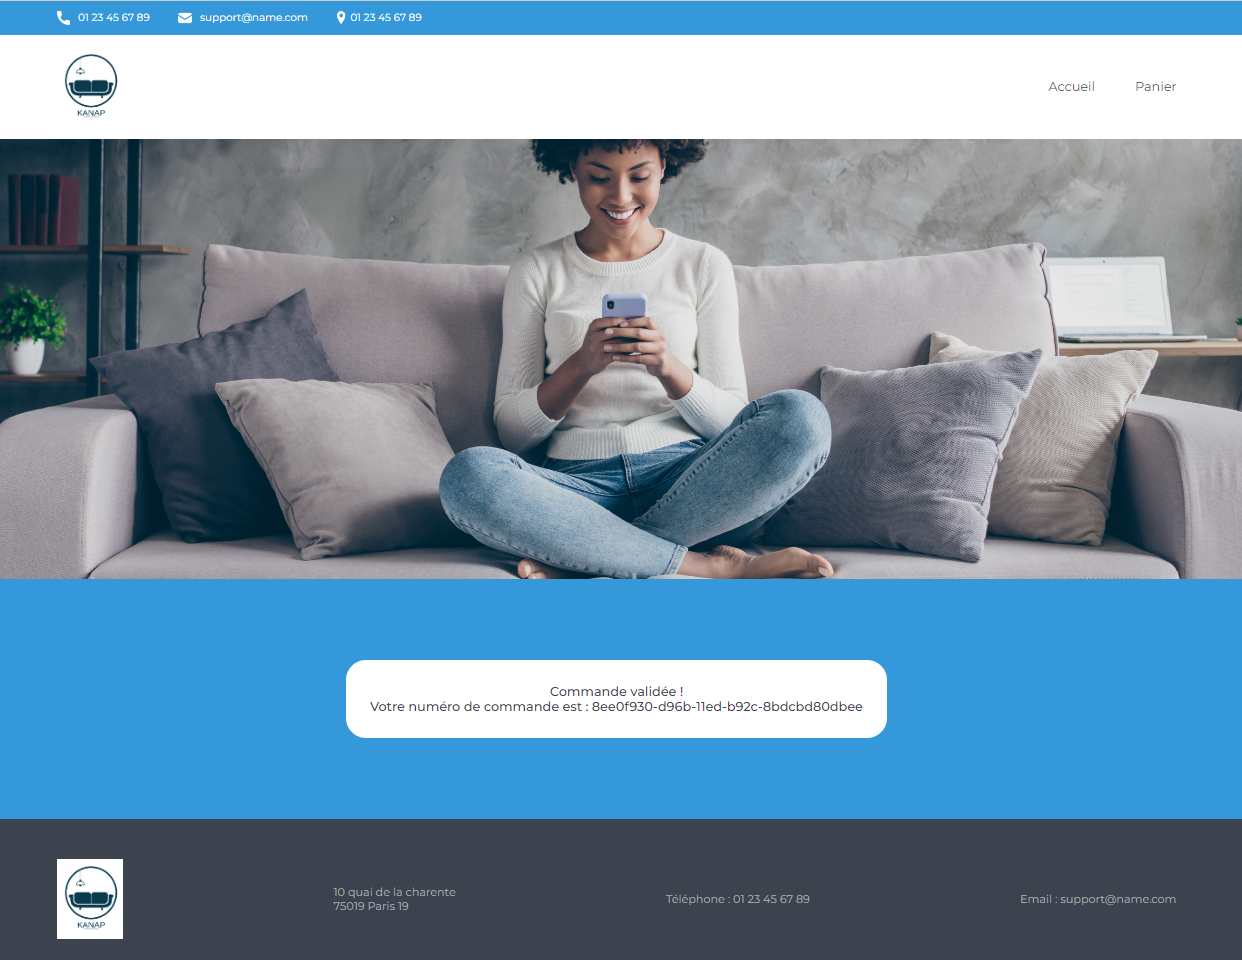 01 23 45 67 89
support@name.com
01 23 45 67 89
KANAP
Accueil
Panier
Commande validée !
Votre numéro de commande est : 8ee0f930-d96b-11ed-b92c-8bdcbd80dbee
KANAP
10 quai de la charente
75019 Paris 19
Téléphone : 01 23 45 67 89
Email : support@name.com